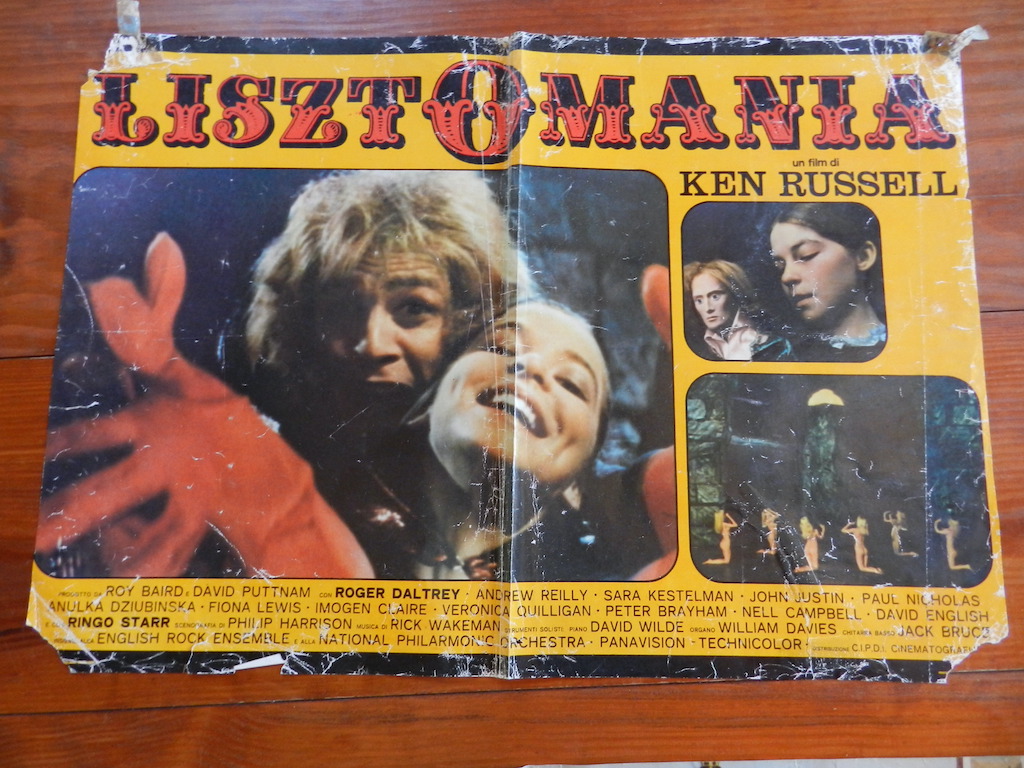 LISZTOMANIA
un film di
KEN RUSSELL
PRODOTTO DA ROY BAIRD E DAVID PUTTNAM CON ROGER DALTREY · ANDREW REILLY · SARA KESTELMAN · JOHN JUSTIN · PAUL NICHOLAS
ANULKA DZIUBINSKA · FIONA LEWIS · IMOGEN CLAIRE · VERONICA QUILLIGAN · PETER BRAYHAM · NELL CAMPBELL · DAVID ENGLISH
E CON RINGO STARR SCENOGRAFIA DI PHILIP HARRISON MUSICA DI RICK WAKEMAN STRUMENTI SOLISTI: PIANO DAVID WILDE ORGANO WILLIAM DAVIES CHITARRA BASSO JACK BRUCE
ENGLISH ROCK ENSEMBLE E ALLA NATIONAL PHILARMONIC ORCHESTRA · PANAVISION · TECHNICOLOR · DISTRIBUZIONE C.I.P.D.I. CINEMATOGRAFICA